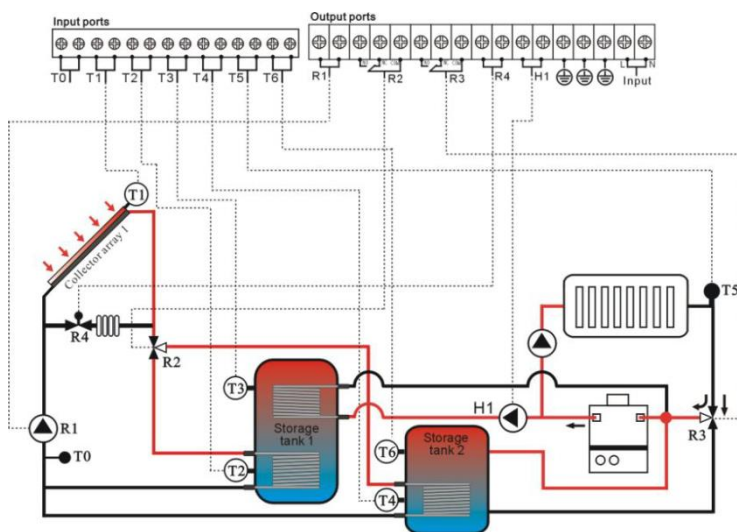 Input ports
Output ports
T0 T1 T2 T3 T4 T5 T6
R1 R2 R3 R4 H1 L N
Input
T1
Collector array 1
R4
R2
T5
T3
Storage
tank 1
H1
R3
R1
T0
T2
T6
Storage
tank 2
T4